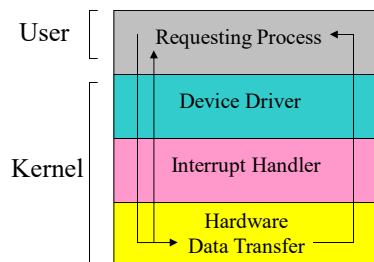 User
Requesting Process
Device Driver
Kernel
Interrupt Handler
Hardware
Data Transfer